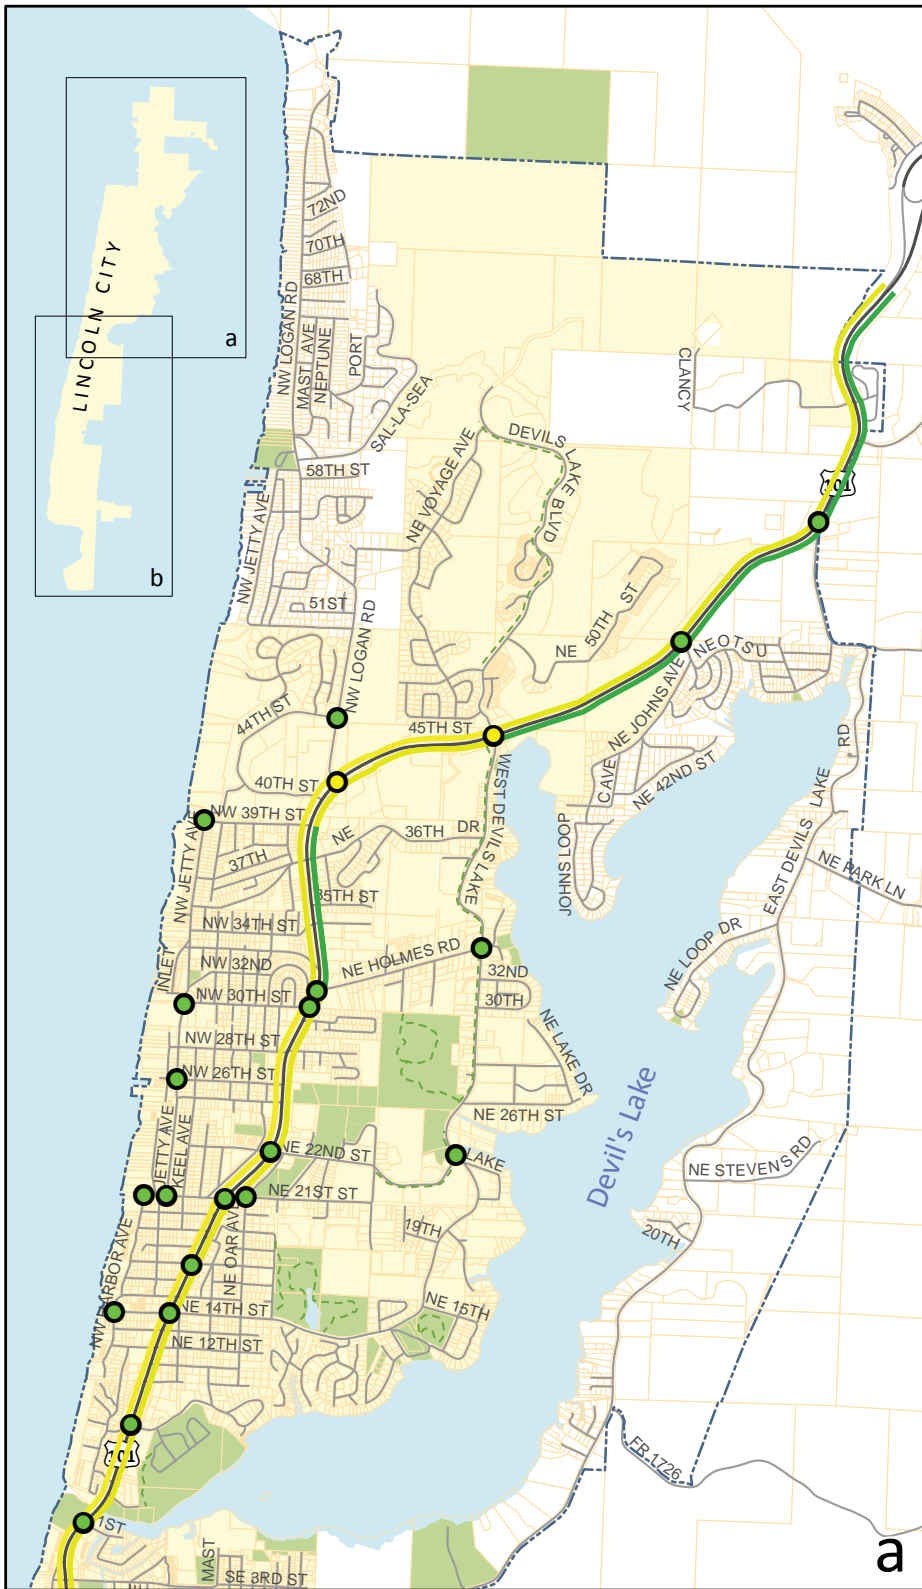 LINCOLN CITY
a
b
72ND
70TH
68TH
NW LOGAN RD
MAST AVE
NEPTUNE
PORT
SAL-LA-SEA
58TH ST
NW JETTY AVE
51ST
NW LOGAN RD
44TH ST
NE VOYAGE AVE
DEVILS LAKE BLVD
CLANCY
101
NE 50TH ST
NEOTSU
NE JOHNS AVE
45TH ST
40TH ST
NW 39TH ST
NW JETTY AVE
37TH
NE 36TH DR
WEST DEVILS LAKE
C AVE
NE 42ND ST
JOHNS LOOP
EAST DEVILS LAKE RD
NE PARK LN
35TH ST
NW 34TH ST
INLET
NW 32ND
NE HOLMES RD
NW 30TH ST
32ND
30TH
NE LOOP DR
NW 28TH ST
NE LAKE DR
NW 26TH ST
NE 26TH ST
Devil's Lake
JETTY AVE
KEEL AVE
NE 22ND ST
LAKE
NE STEVENS RD
NE 21ST ST
NE OAR AVE
19TH
20TH
NW HARBOR AVE
NE 14TH ST
NE 16TH
NE 12TH ST
101
FR 1726
1ST
MAST
SE 3RD ST
a